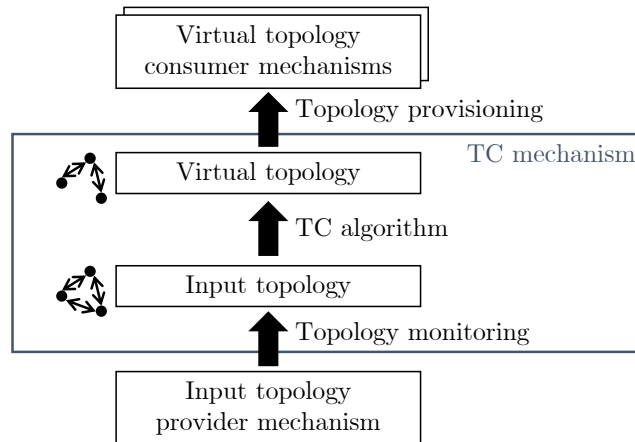 Virtual topology
consumer mechanisms
Topology provisioning
TC mechanism
Virtual topology
TC algorithm
Input topology
Topology monitoring
Input topology
provider mechanism